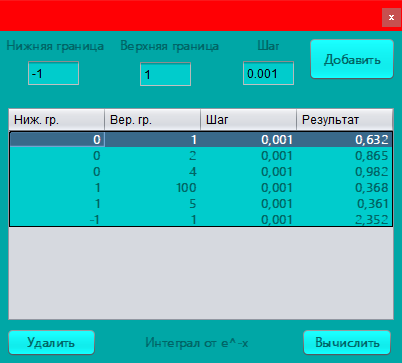 x
Нижняя граница Верхняя граница Шаг
-1 1 0.001 Добавить
Ниж. гр. Вер. гр. Шаг Результат
0 1 0,001 0,632
0 2 0,001 0,865
0 4 0,001 0,982
1 100 0,001 0,368
1 5 0,001 0,361
-1 1 0,001 2,352
Удалить Интеграл от e^-x Вычислить